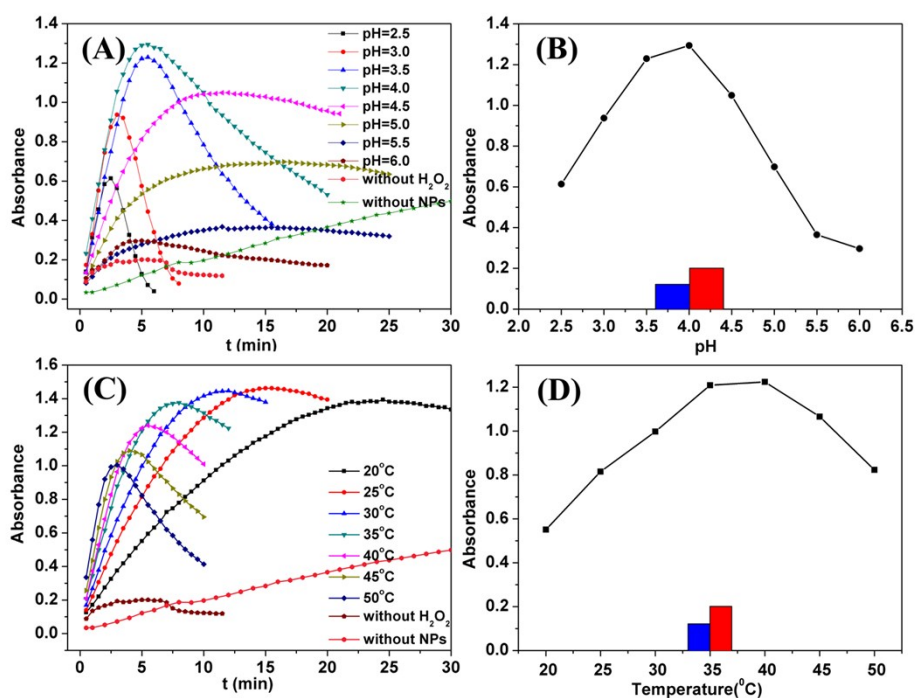 (A)
pH=2.5
pH=3.0
pH=3.5
pH=4.0
pH=4.5
pH=5.0
pH=5.5
pH=6.0
without H₂O₂
without NPs
Absorbance
1.4
1.2
1.0
0.8
0.6
0.4
0.2
0.0
0 5 10 15 20 25 30
t (min)
(B)
Abosrbance
1.4
1.2
1.0
0.8
0.6
0.4
0.2
0.0
2.0 2.5 3.0 3.5 4.0 4.5 5.0 5.5 6.0 6.5
pH
(C)
20°C
25°C
30°C
35°C
40°C
45°C
50°C
without H₂O₂
without NPs
Absorbance
1.6
1.4
1.2
1.0
0.8
0.6
0.4
0.2
0.0
0 5 10 15 20 25 30
t (min)
(D)
Absorbance
1.2
1.0
0.8
0.6
0.4
0.2
0.0
20 25 30 35 40 45 50
Temperature(⁰C)